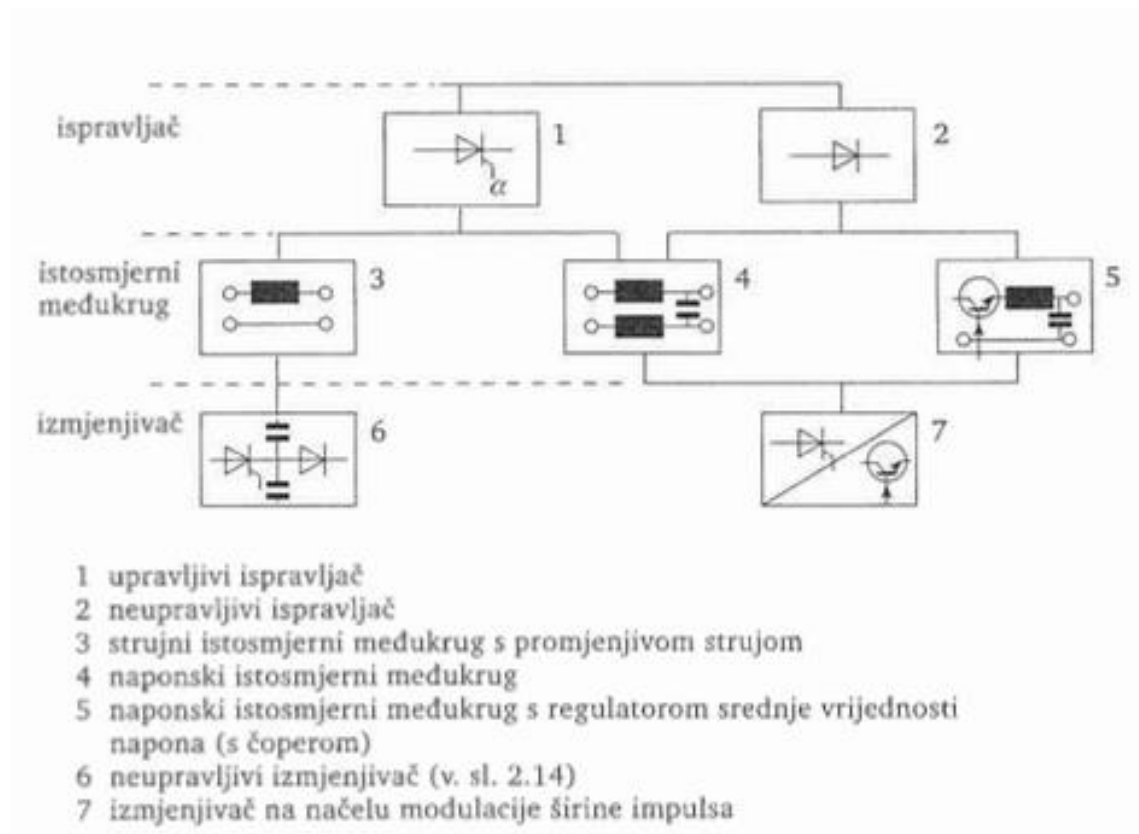 ispravljač
1
α
2
istosmjerni
međukrug
3
4
5
izmjenjivač
6
7
1 upravljivi ispravljač
2 neupravljivi ispravljač
3 strujni istosmjerni međukrug s promjenjivom strujom
4 naponski istosmjerni međukrug
5 naponski istosmjerni međukrug s regulatorom srednje vrijednosti
napona (s čoperom)
6 neupravljivi izmjenjivač (v. sl. 2.14)
7 izmjenjivač na načelu modulacije širine impulsa